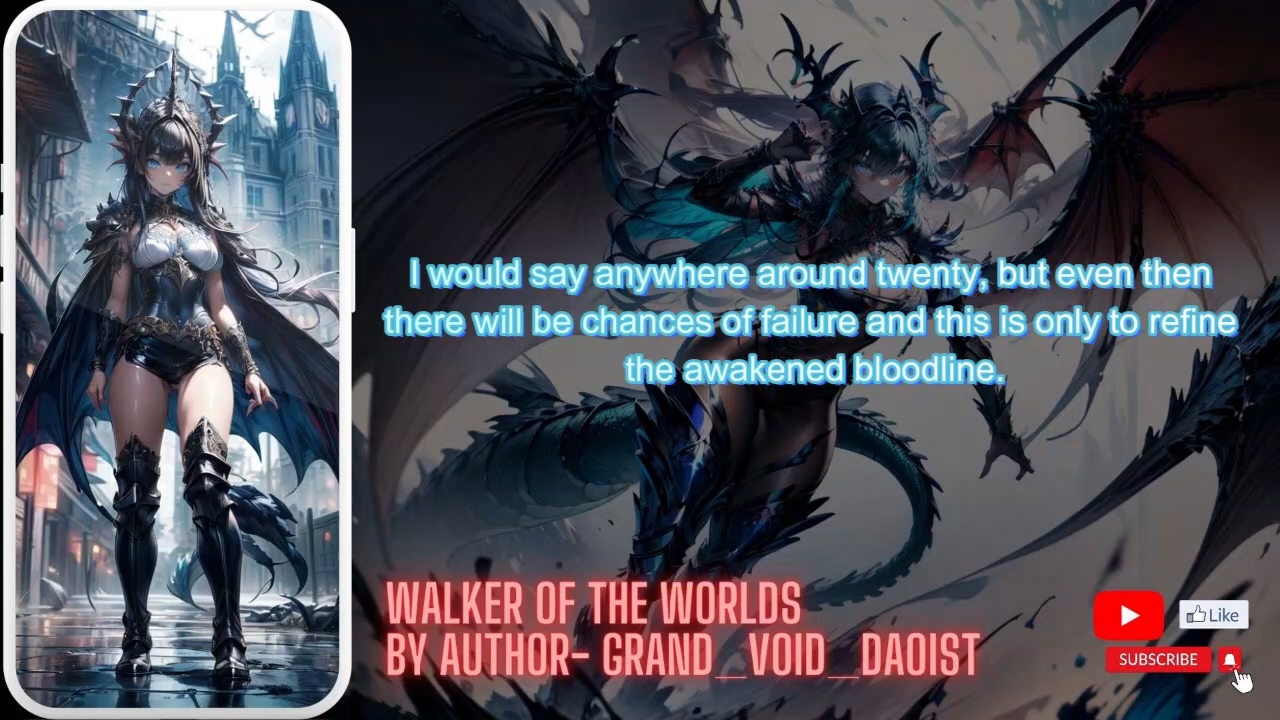 I would say anywhere around twenty, but even then
there will be chances of failure and this is only to refine
the awakened bloodline.
WALKER OF THE WORLDS
BY AUTHOR- GRAND_VOID_DAOIST
Like
SUBSCRIBE